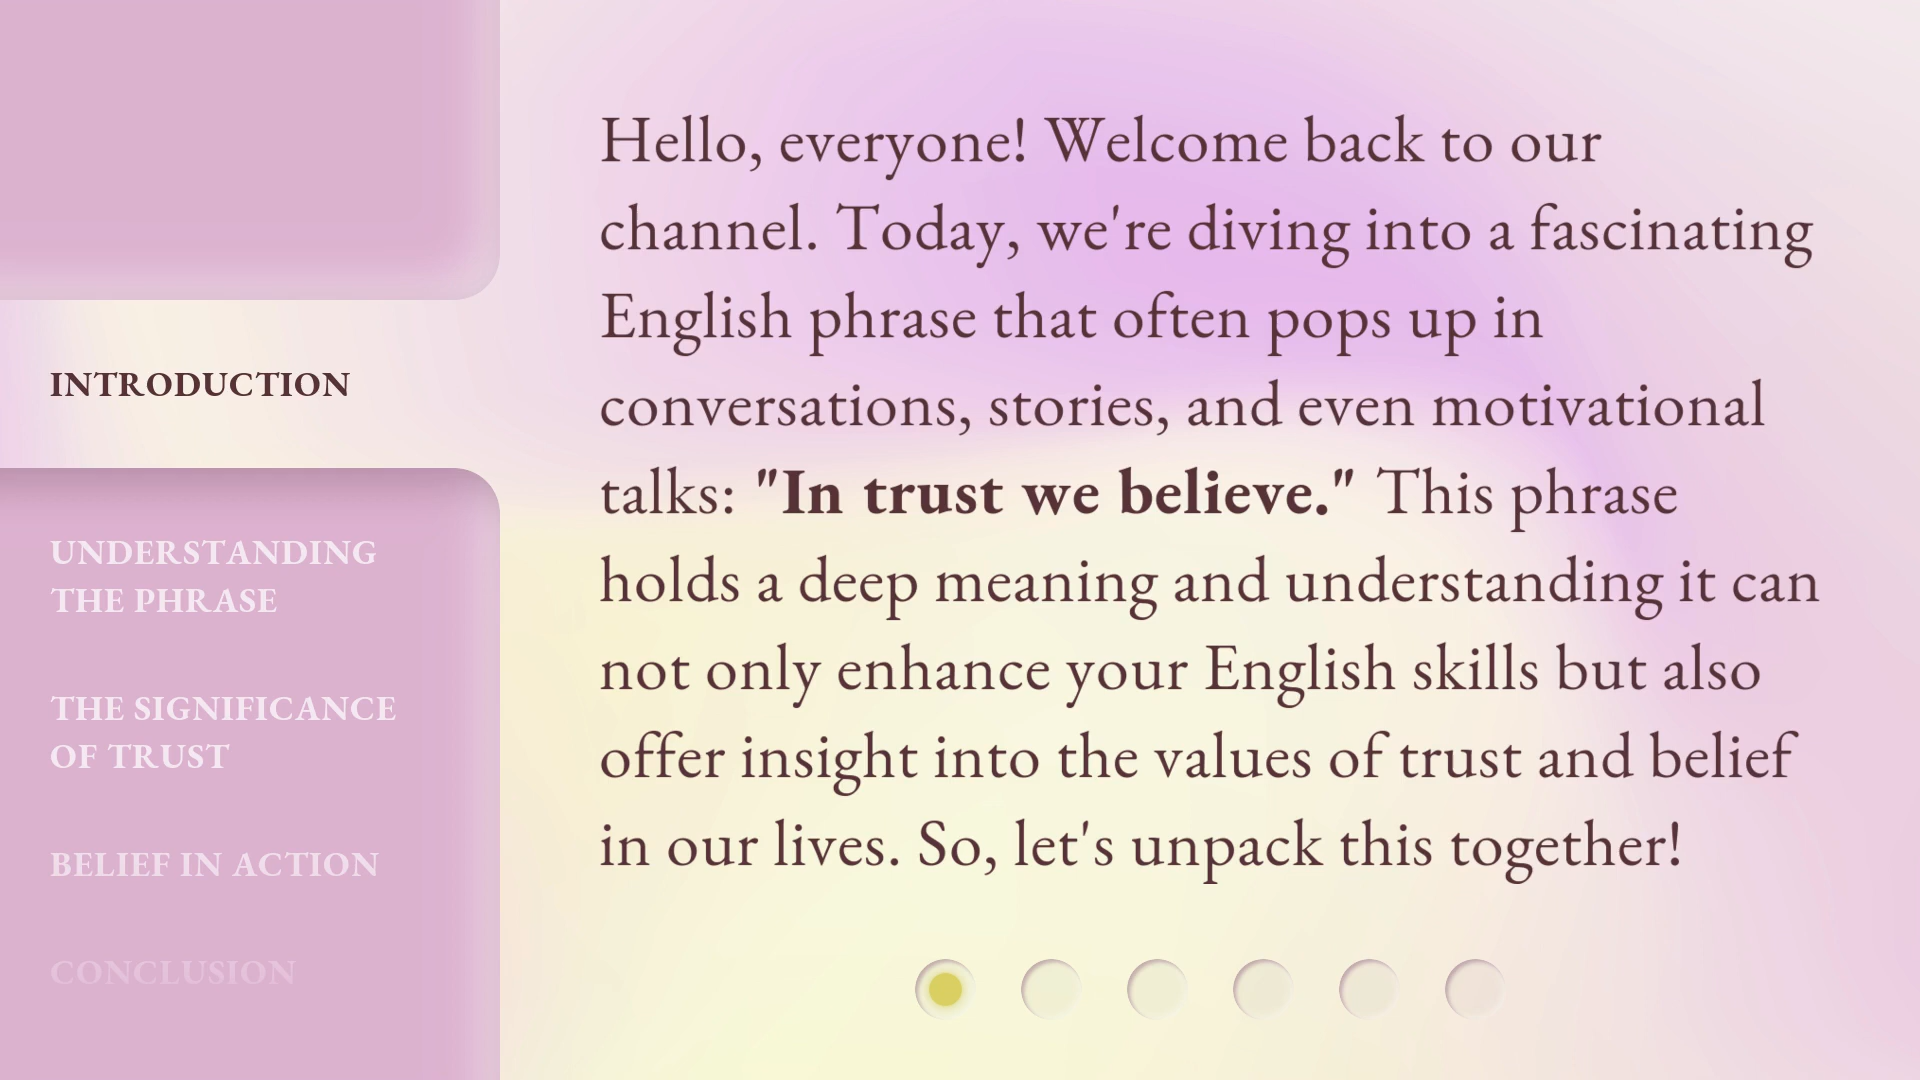 INTRODUCTION
UNDERSTANDING
THE PHRASE
THE SIGNIFICANCE
OF TRUST
BELIEF IN ACTION
CONCLUSION
Hello, everyone! Welcome back to our
channel. Today, we're diving into a fascinating
English phrase that often pops up in
conversations, stories, and even motivational
talks: "In trust we believe." This phrase
holds a deep meaning and understanding it can
not only enhance your English skills but also
offer insight into the values of trust and belief
in our lives. So, let's unpack this together!